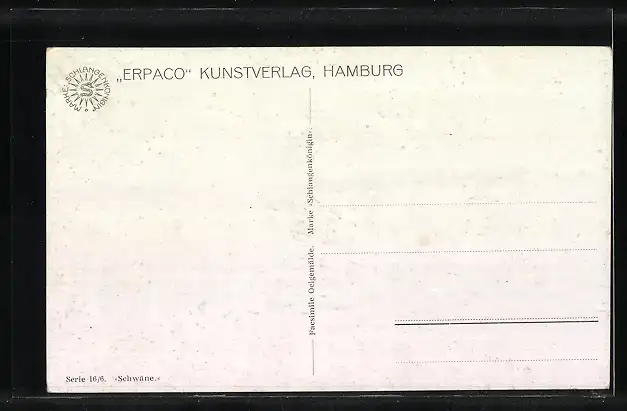 MARKE „SCHLANGENKÖNIGIN"
S
„ERPACO“ KUNSTVERLAG, HAMBURG
Facsimile Oelgemälde. Marke »Schlangenkönigin«.
Serie 16/6. »Schwäne.«